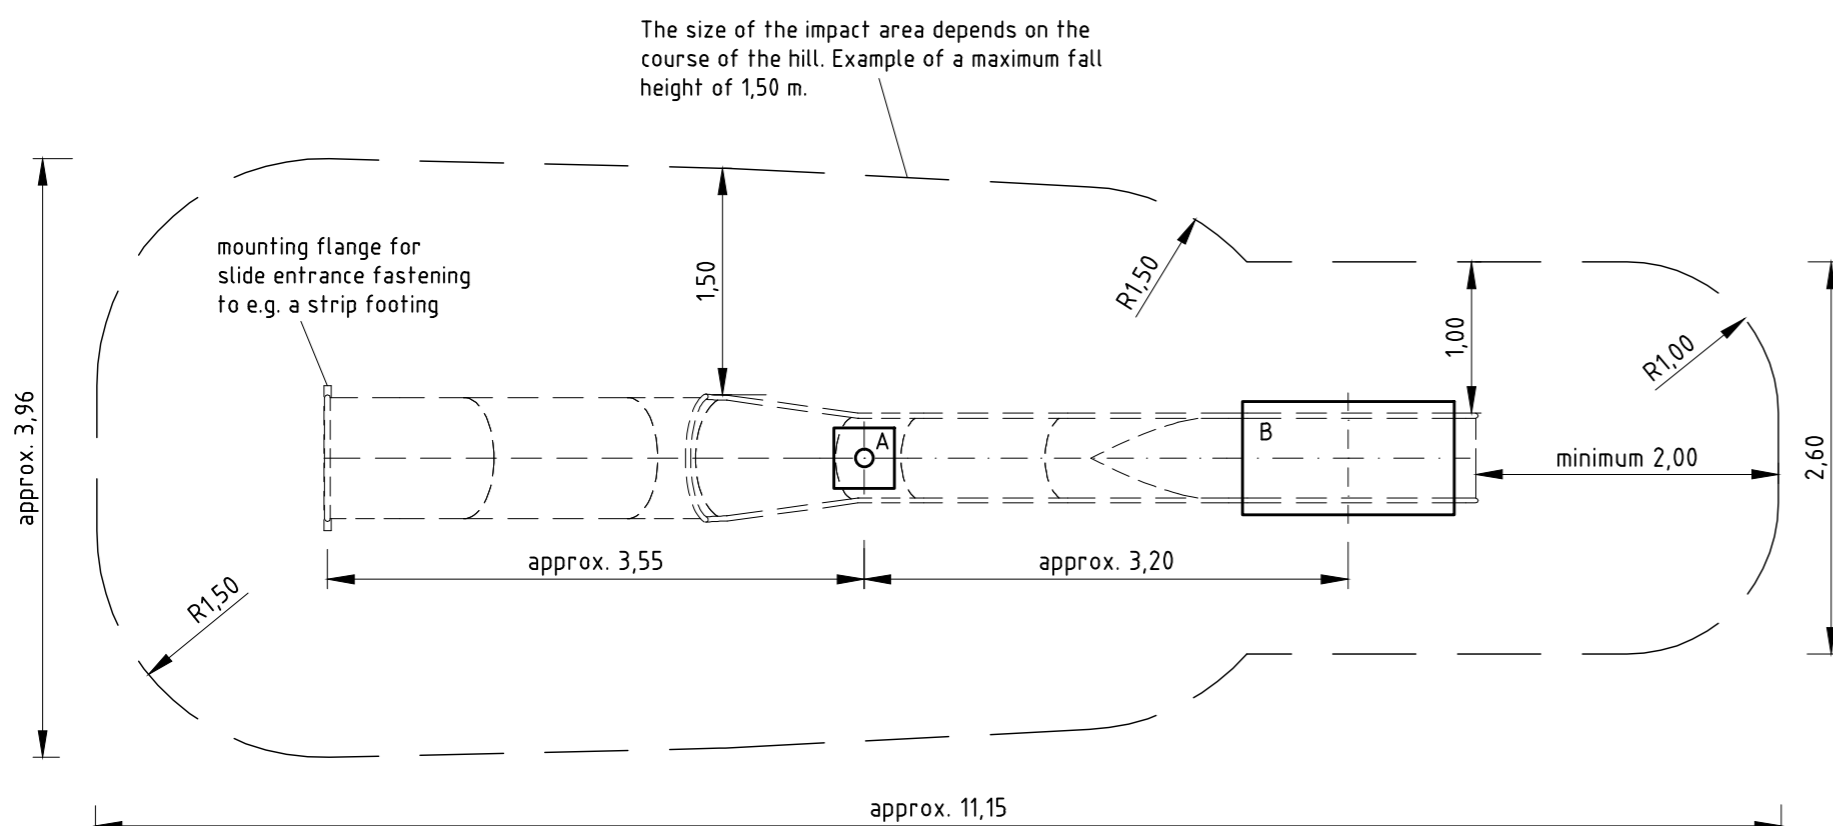 The size of the impact area depends on the
course of the hill. Example of a maximum fall
height of 1,50 m.
mounting flange for
slide entrance fastening
to e.g. a strip footing
1,50
R1,50
1,00
R1,00
approx. 3,96
A
B
minimum 2,00
2,60
approx. 3,55
approx. 3,20
R1,50
approx. 11,15